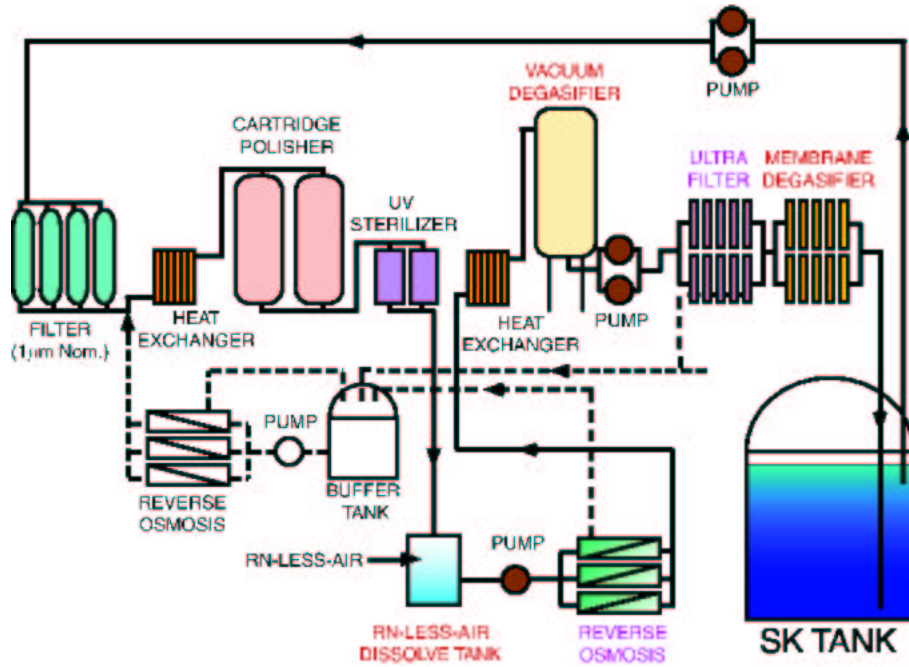 PUMP
VACUUM
DEGASIFIER
CARTRIDGE
POLISHER
ULTRA
FILTER
MEMBRANE
DEGASIFIER
UV
STERILIZER
FILTER
(1µm Nom.)
HEAT
EXCHANGER
HEAT
EXCHANGER
PUMP
PUMP
REVERSE
OSMOSIS
BUFFER
TANK
RN-LESS-AIR
PUMP
RN-LESS-AIR
DISSOLVE TANK
REVERSE
OSMOSIS
SK TANK